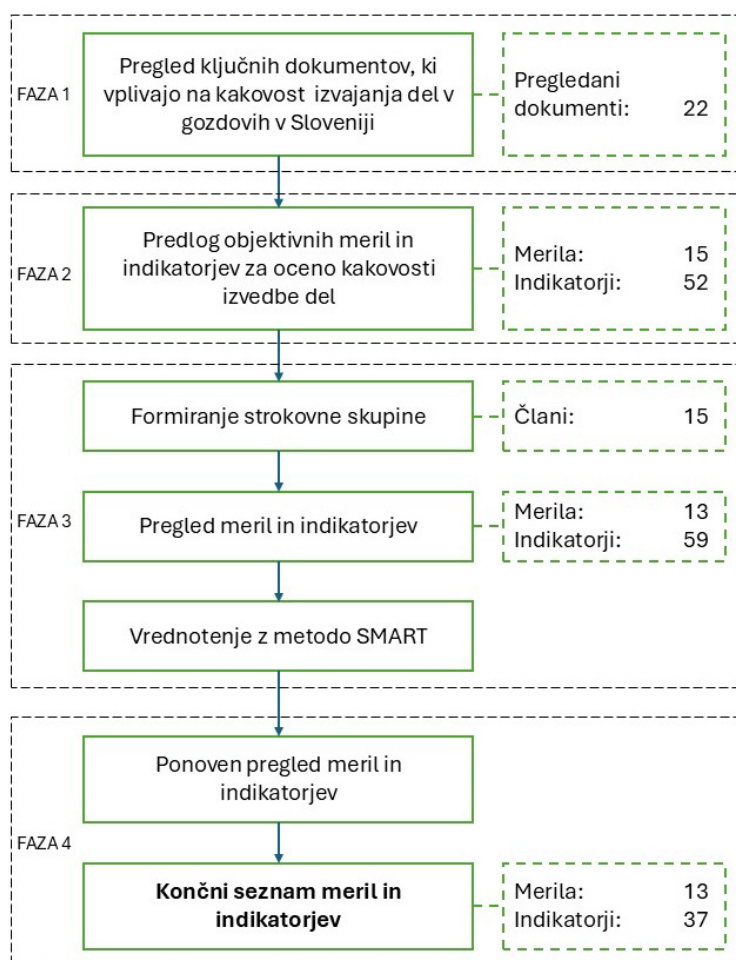 FAZA 1
Pregled ključnih dokumentov, ki
vplivajo na kakovost izvajanja del v
gozdovih v Sloveniji
Pregledani
dokumenti: 22
FAZA 2
Predlog objektivnih meril in
indikatorjev za oceno kakovosti
izvedbe del
Merila: 15
Indikatorji: 52
FAZA 3
Formiranje strokovne skupine
Člani: 15
Pregled meril in indikatorjev
Merila: 13
Indikatorji: 59
Vrednotenje z metodo SMART
FAZA 4
Ponoven pregled meril in
indikatorjev
Končni seznam meril in
indikatorjev
Merila: 13
Indikatorji: 37